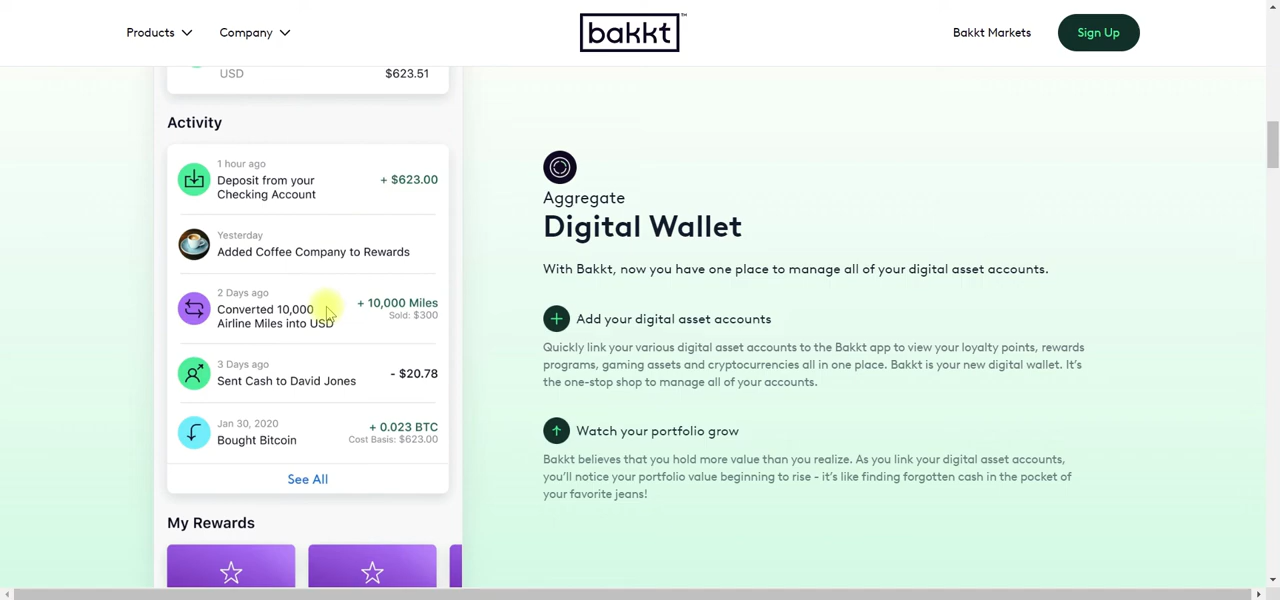 Products
Company
bakkt
TM
Bakkt Markets
Sign Up
USD
$623.51
Activity
1 hour ago
Deposit from your
Checking Account
+ $623.00
Yesterday
Added Coffee Company to Rewards
2 Days ago
Converted 10,000
Airline Miles into USD
+ 10,000 Miles
Sold: $300
3 Days ago
Sent Cash to David Jones
- $20.78
Jan 30, 2020
Bought Bitcoin
+ 0.023 BTC
Cost Basis: $623.00
See All
My Rewards
Aggregate
Digital Wallet
With Bakkt, now you have one place to manage all of your digital asset accounts.
Add your digital asset accounts
Quickly link your various digital asset accounts to the Bakkt app to view your loyalty points, rewards
programs, gaming assets and cryptocurrencies all in one place. Bakkt is your new digital wallet. It's
the one-stop shop to manage all of your accounts.
Watch your portfolio grow
Bakkt believes that you hold more value than you realize. As you link your digital asset accounts,
you'll notice your portfolio value beginning to rise - it's like finding forgotten cash in the pocket of
your favorite jeans!